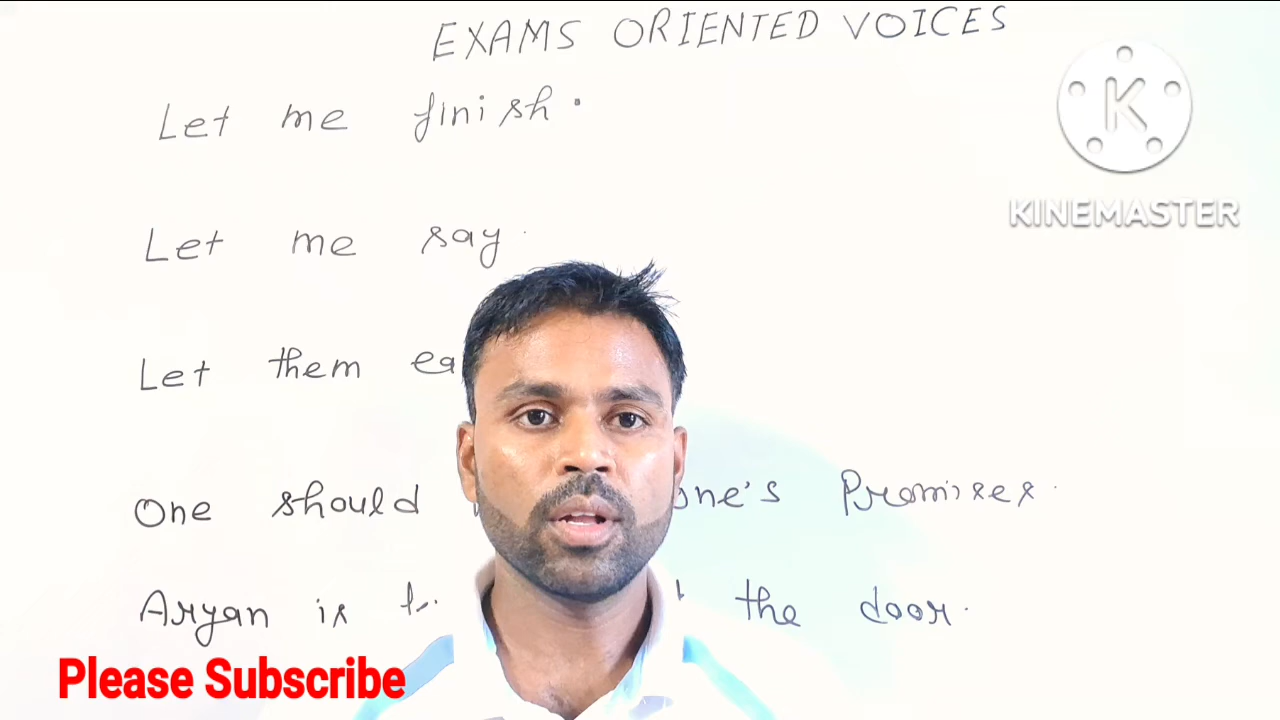 EXAMS ORIENTED VOICES
Let me finish.
KINEMASTER
Let me say.
Let them
One should one's Promises.
Aryan is the door.
Please Subscribe